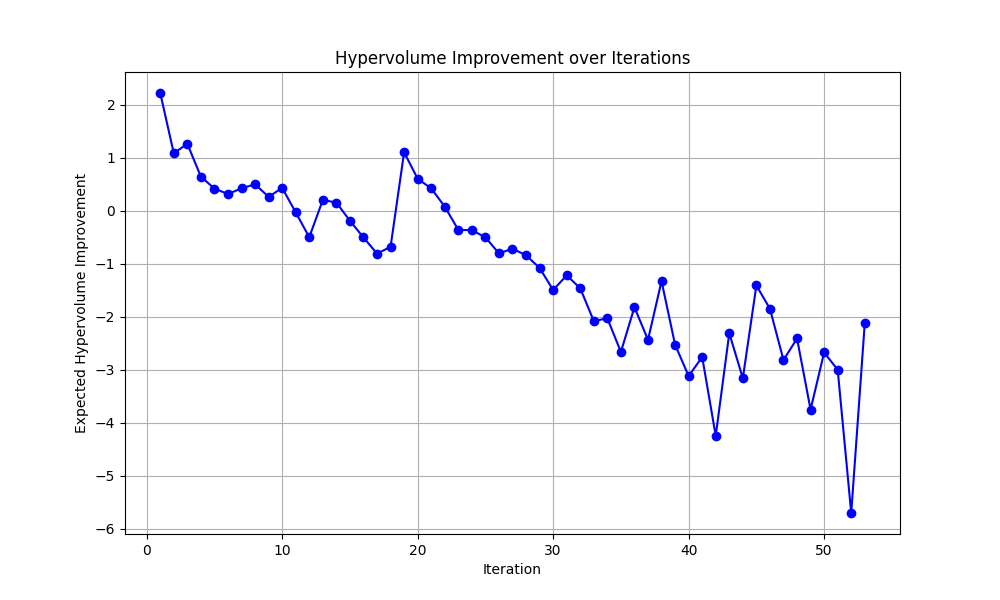 Hypervolume Improvement over Iterations
Expected Hypervolume Improvement
2
1
0
−1
−2
−3
−4
−5
−6
0 10 20 30 40 50
Iteration